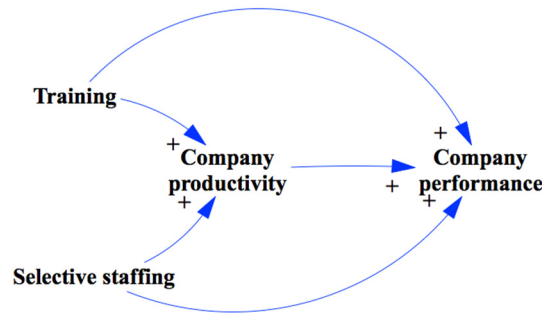 Training
+
+
Company
productivity
+
Company
performance
+
+
Selective staffing